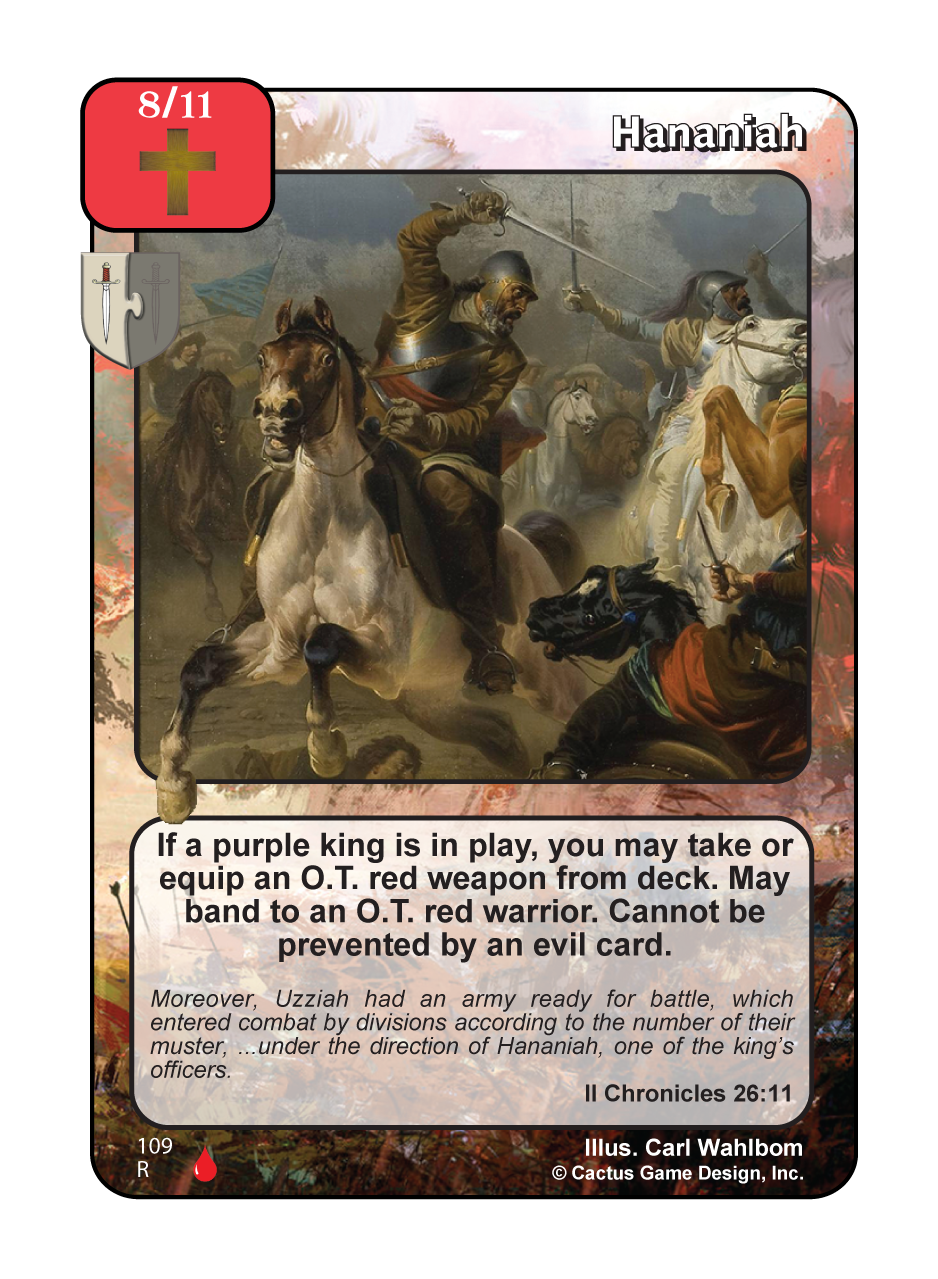 8/11
Hananiah
If a purple king is in play, you may take or
equip an O.T. red weapon from deck. May
band to an O.T. red warrior. Cannot be
prevented by an evil card.
Moreover, Uzziah had an army ready for battle, which
entered combat by divisions according to the number of their
muster, ...under the direction of Hananiah, one of the king's
officers.
II Chronicles 26:11
109
R
Illus. Carl Wahlbom
© Cactus Game Design, Inc.